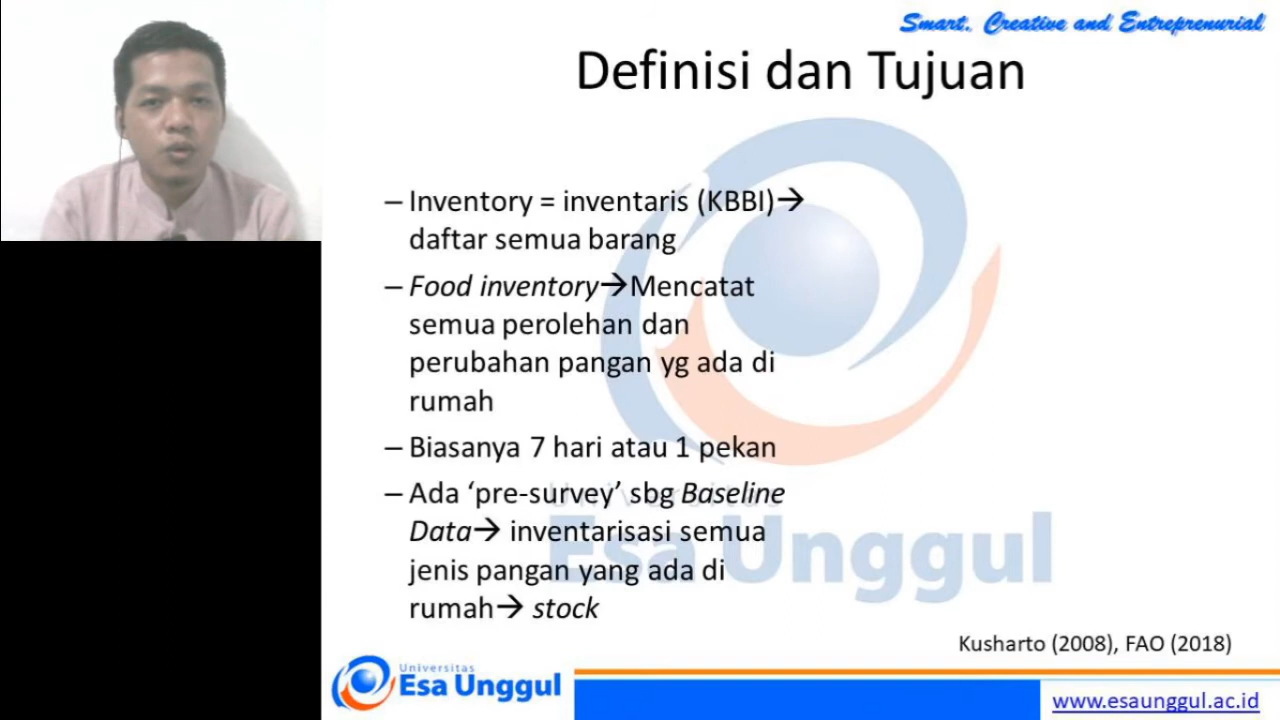 Smart, Creative and Entreprenurial
Definisi dan Tujuan
– Inventory = inventaris (KBBI)→
daftar semua barang
– Food inventory→Mencatat
semua perolehan dan
perubahan pangan yg ada di
rumah
– Biasanya 7 hari atau 1 pekan
– Ada ‘pre-survey’ sbg Baseline
Data→ inventarisasi semua
jenis pangan yang ada di
rumah→ stock
Universitas
Esa Unggul
Kusharto (2008), FAO (2018)
Universitas
Esa Unggul
www.esaunggul.ac.id